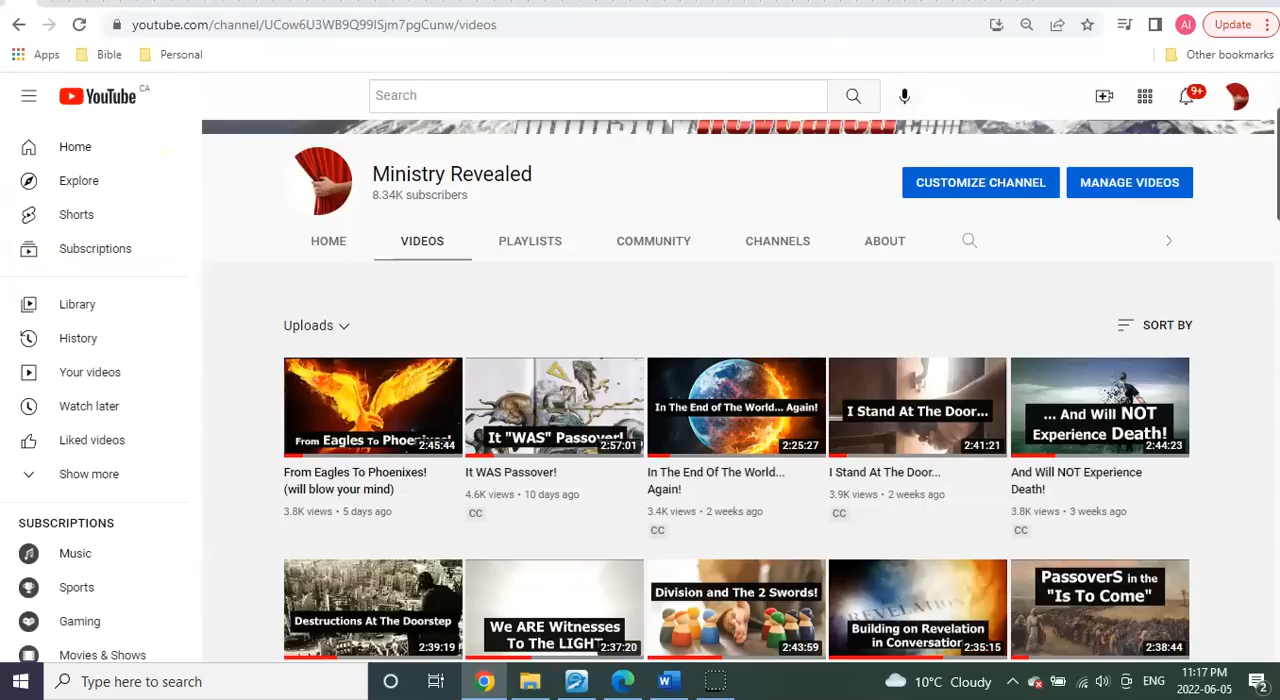 youtube.com/channel/UCow6U3WB9Q99ISjm7pgCunw/videos
AI
Update
Apps
Bible
Personal
Other bookmarks
YouTube CA
Search
9+
Home
Explore
Shorts
Subscriptions
Library
History
Your videos
Watch later
Liked videos
Show more
SUBSCRIPTIONS
Music
Sports
Gaming
Movies & Shows
Ministry Revealed
8.34K subscribers
CUSTOMIZE CHANNEL
MANAGE VIDEOS
HOME
VIDEOS
PLAYLISTS
COMMUNITY
CHANNELS
ABOUT
Uploads
SORT BY
From Eagles To Phoenixes!
2:45:44
It "WAS" Passover!
2:57:01
In The End of The World... Again!
2:25:27
I Stand At The Door...
2:41:21
... And Will NOT
Experience Death!
2:44:23
From Eagles To Phoenixes!
(will blow your mind)
3.8K views • 5 days ago
It WAS Passover!
4.6K views • 10 days ago
CC
In The End Of The World...
Again!
3.4K views • 2 weeks ago
CC
I Stand At The Door...
3.9K views • 2 weeks ago
CC
And Will NOT Experience
Death!
3.8K views • 3 weeks ago
CC
Destructions At The Doorstep
2:39:19
We ARE Witnesses
To The LIGHT
2:37:20
Division and The 2 Swords!
2:43:59
REVELATION
Building on Revelation
in Conversation
2:35:15
PassoverS in the
"Is To Come"
2:38:44
Type here to search
10°C Cloudy
ENG
11:17 PM
2022-06-05
2